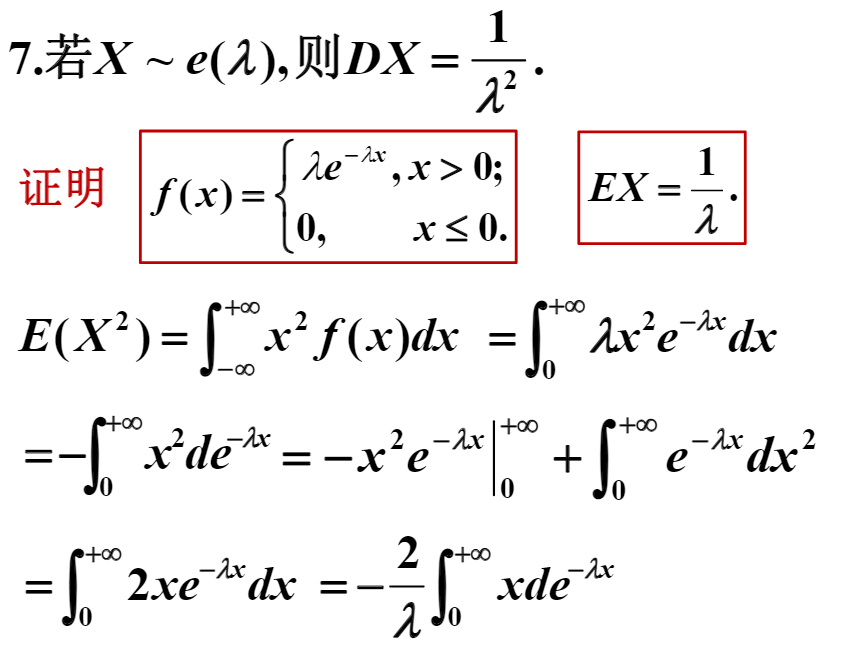 7.若X ~ e(λ),则DX = 1/λ².
证明 f(x) = { λe^{-λx}, x > 0; 0, x ≤ 0. EX = 1/λ.
E(X²) = ∫_{-∞}^{+∞} x² f(x)dx = ∫_0^{+∞} λx²e^{-λx}dx
= -∫_0^{+∞} x²de^{-λx} = -x²e^{-λx}|_0^{+∞} + ∫_0^{+∞} e^{-λx}dx²
= ∫_0^{+∞} 2xe^{-λx}dx = -2/λ ∫_0^{+∞} xde^{-λx}